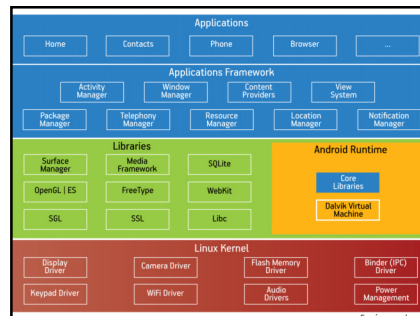 Applications
Home Contacts Phone Browser ...
Applications Framework
Activity Manager
Window Manager
Content Providers
View System
Package Manager
Telephony Manager
Resource Manager
Location Manager
Notification Manager
Libraries
Surface Manager
Media Framework
SQLite
OpenGL | ES
FreeType
WebKit
SGL
SSL
Libc
Android Runtime
Core Libraries
Dalvik Virtual Machine
Linux Kernel
Display Driver
Camera Driver
Flash Memory Driver
Binder (IPC) Driver
Keypad Driver
WiFi Driver
Audio Drivers
Power Management